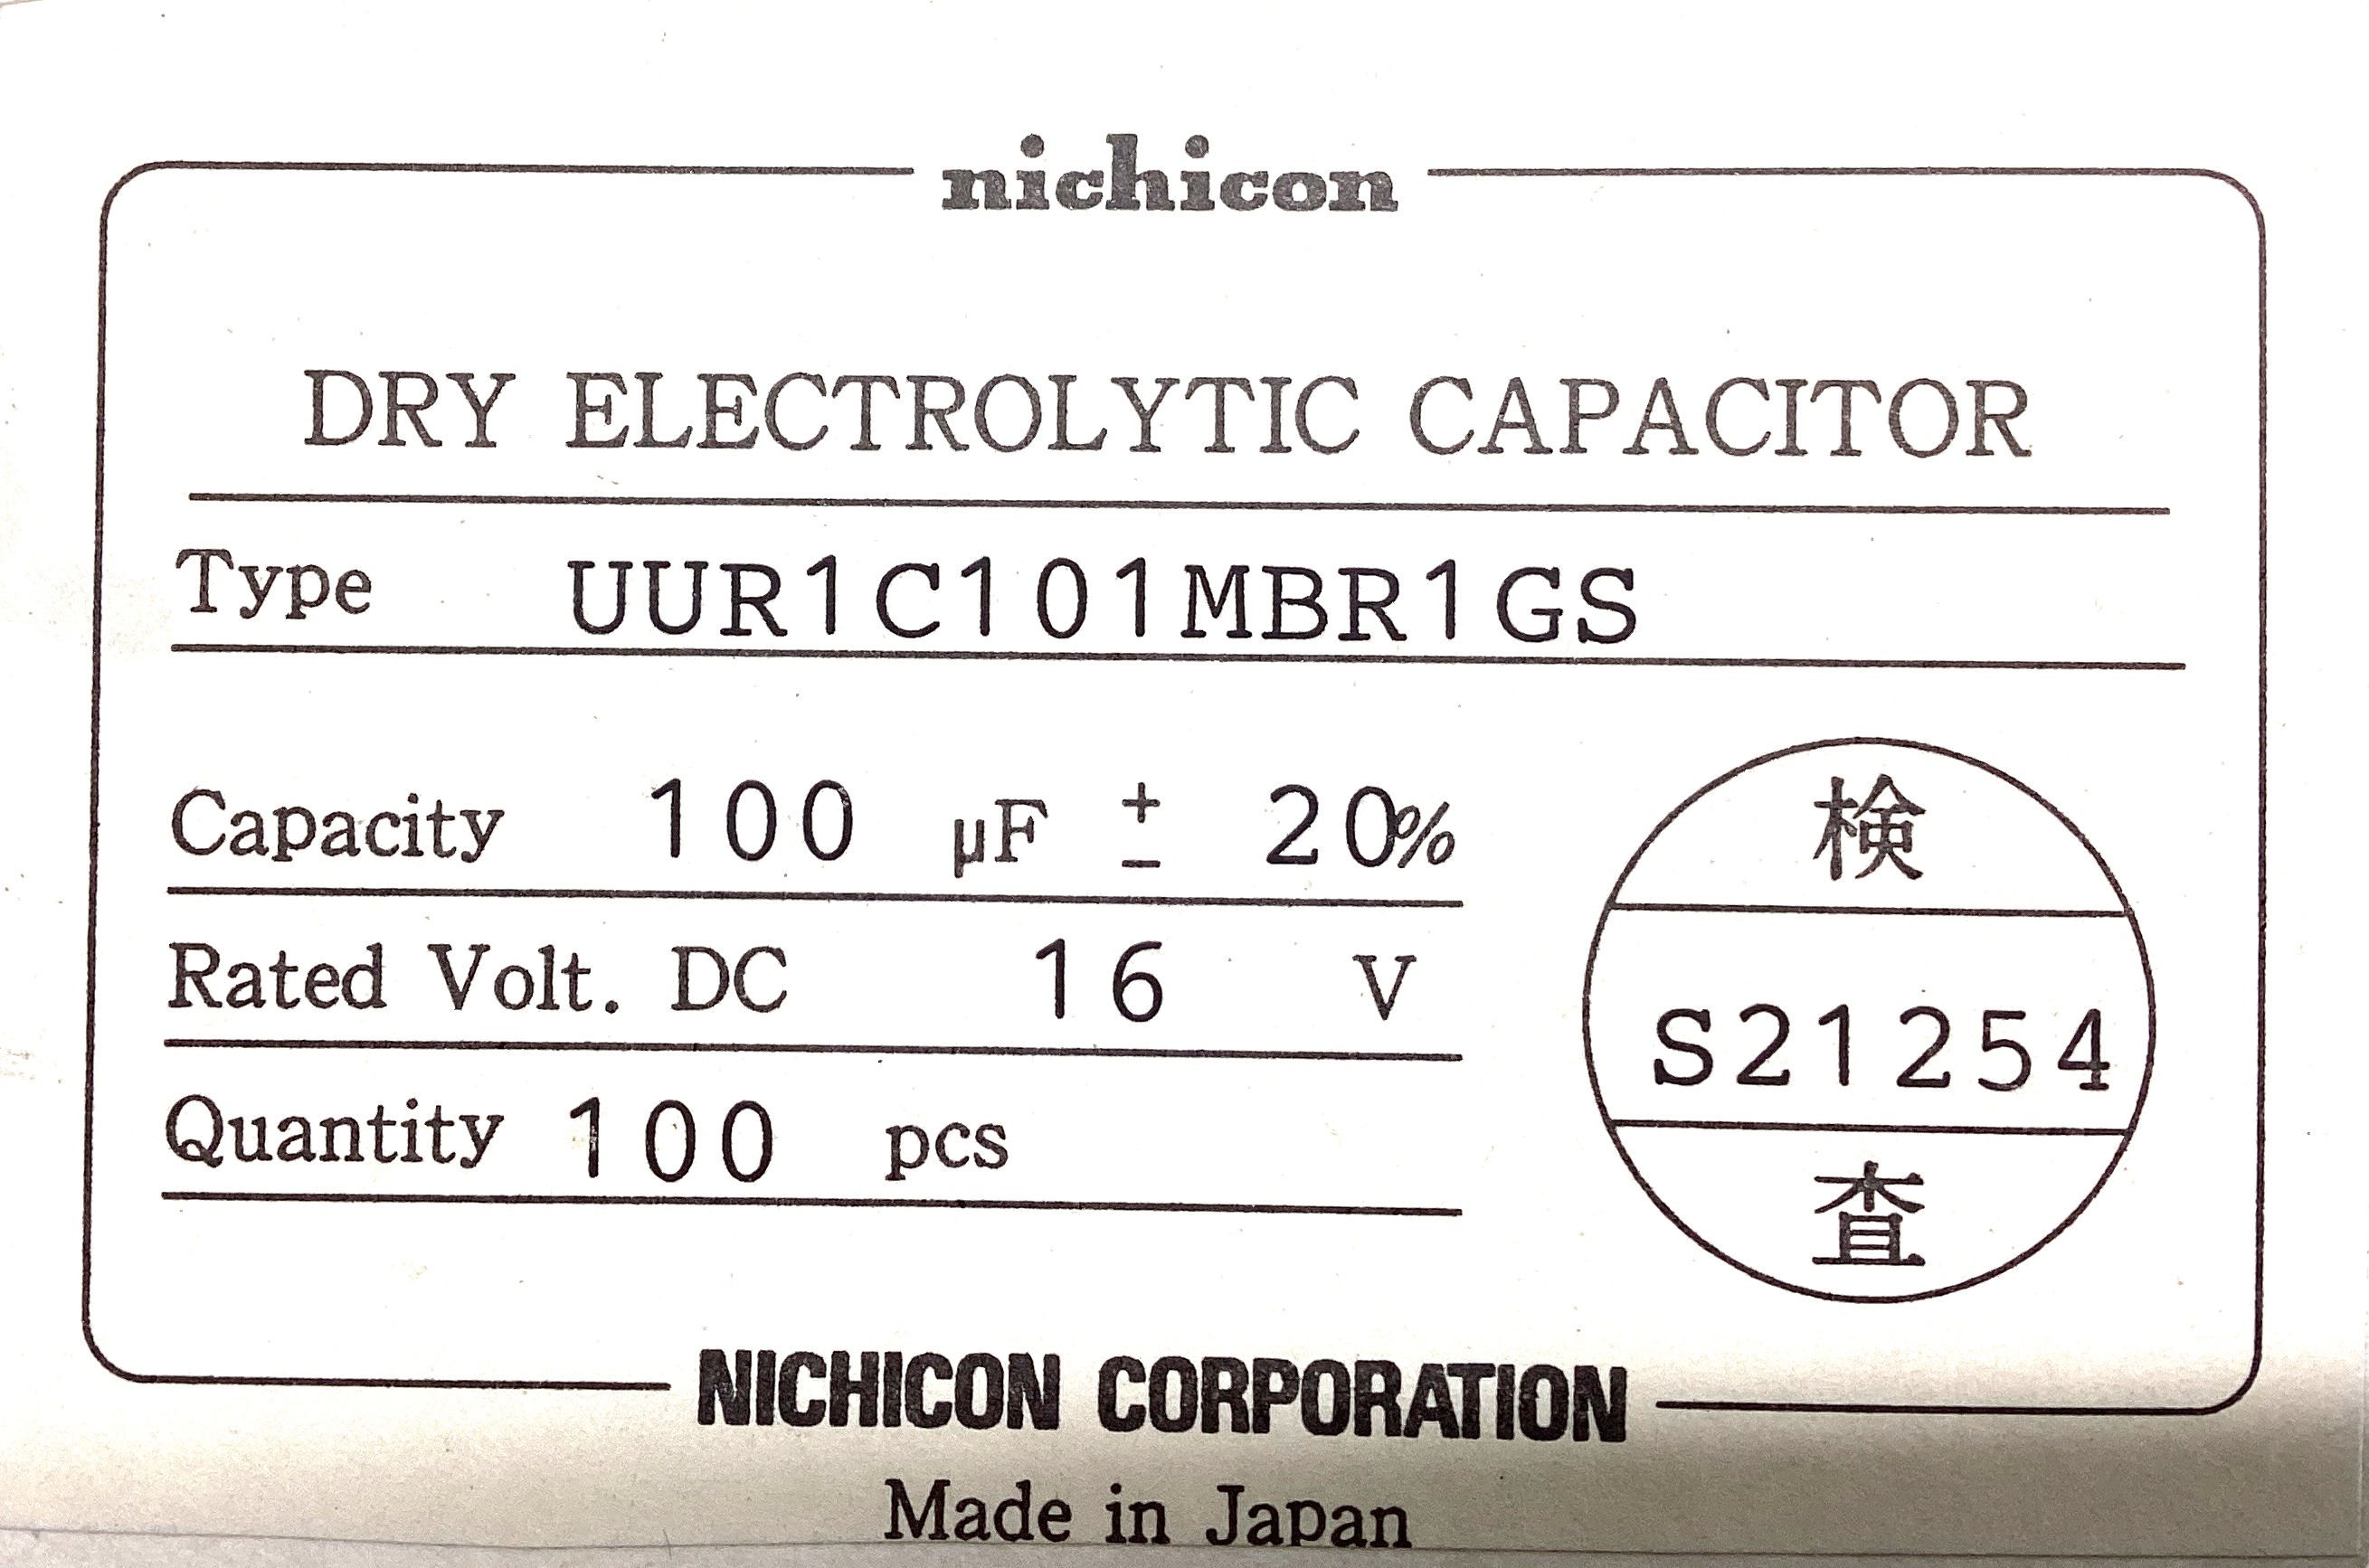 nichicon
DRY ELECTROLYTIC CAPACITOR
Type UUR1C101MBR1GS
Capacity 100 μF ± 20%
Rated Volt. DC 16 V
Quantity 100 pcs
検
S21254
査
NICHICON CORPORATION
Made in Japan